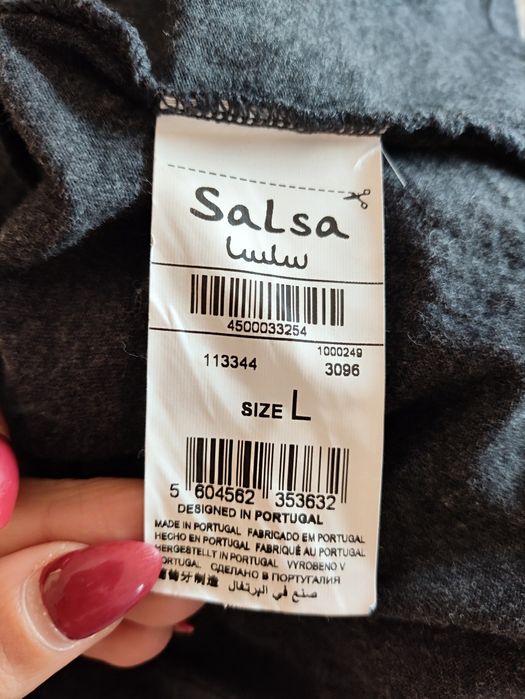 Salsa
سلسا
4500033254
1000249
113344 3096
SIZE L
5 604562 353632
DESIGNED IN PORTUGAL
MADE IN PORTUGAL FABRICADO EM PORTUGAL
HECHO EN PORTUGAL FABRIQUÉ AU PORTUGAL
HERGESTELLT IN PORTUGAL VYROBENO V
PORTUGAL СДЕЛАНО В ПОРТУГАЛИЯ
萄牙制造 صنع في البرتغال